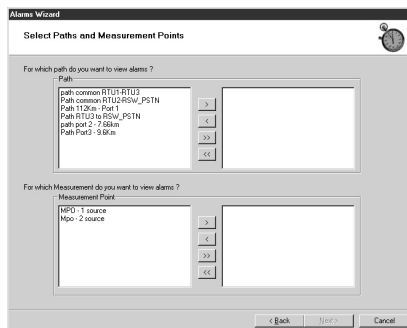 Alarms Wizard
Select Paths and Measurement Points
For which path do you want to view alarms ?
Path
path common RTU1-RTU3
Path common RTU2-RSW_PSTN
Path 112Km - Port 1
Path RTU3 to RSW_PSTN
path port 2 - 7.66km
Path Port3 - 9.6Km
>
<
>>
<<
For which Measurement do you want to view alarms ?
Measurement Point
MPO - 1 source
Mpo - 2 source
>
<
>>
<<
< Back
Next >
Cancel